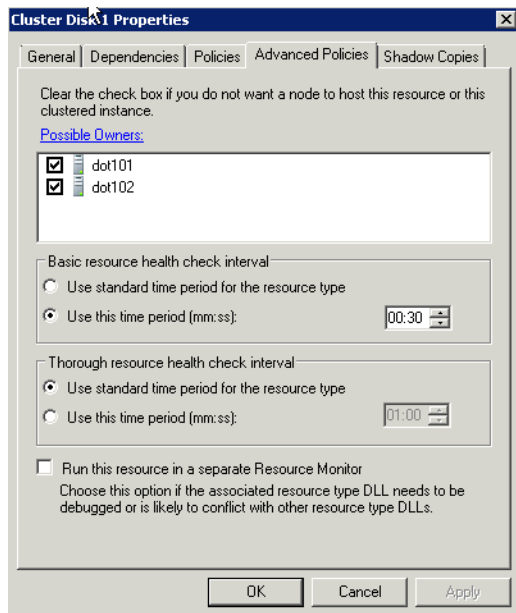 Cluster Disk 1 Properties
General Dependencies Policies Advanced Policies Shadow Copies
Clear the check box if you do not want a node to host this resource or this
clustered instance.
Possible Owners:
dot101
dot102
Basic resource health check interval
Use standard time period for the resource type
Use this time period (mm:ss): 00:30
Thorough resource health check interval
Use standard time period for the resource type
Use this time period (mm:ss): 01:00
Run this resource in a separate Resource Monitor
Choose this option if the associated resource type DLL needs to be
debugged or is likely to conflict with other resource type DLLs.
OK Cancel Apply